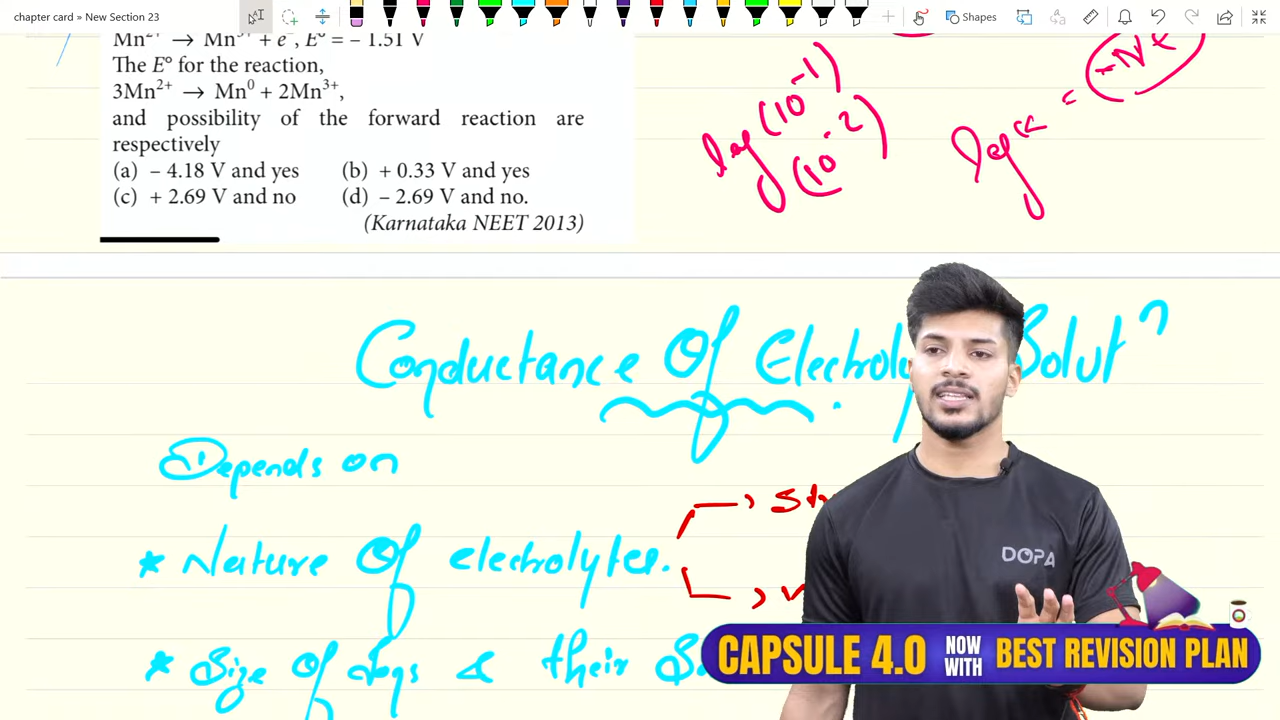 chapter card » New Section 23
Shapes
Mn²⁺ → Mn³⁺ + e⁻, E° = – 1.51 V
The E° for the reaction,
3Mn²⁺ → Mn⁰ + 2Mn³⁺,
and possibility of the forward reaction are
respectively
(a) – 4.18 V and yes (b) + 0.33 V and yes
(c) + 2.69 V and no (d) – 2.69 V and no.
(Karnataka NEET 2013)
log (10⁻¹)
(10⁻²)
log = -ve
Conductance Of Solutⁿ
Depends on
* Nature Of electrolytes.
* Size Of & their
DOPA
CAPSULE 4.0 NOW WITH BEST REVISION PLAN